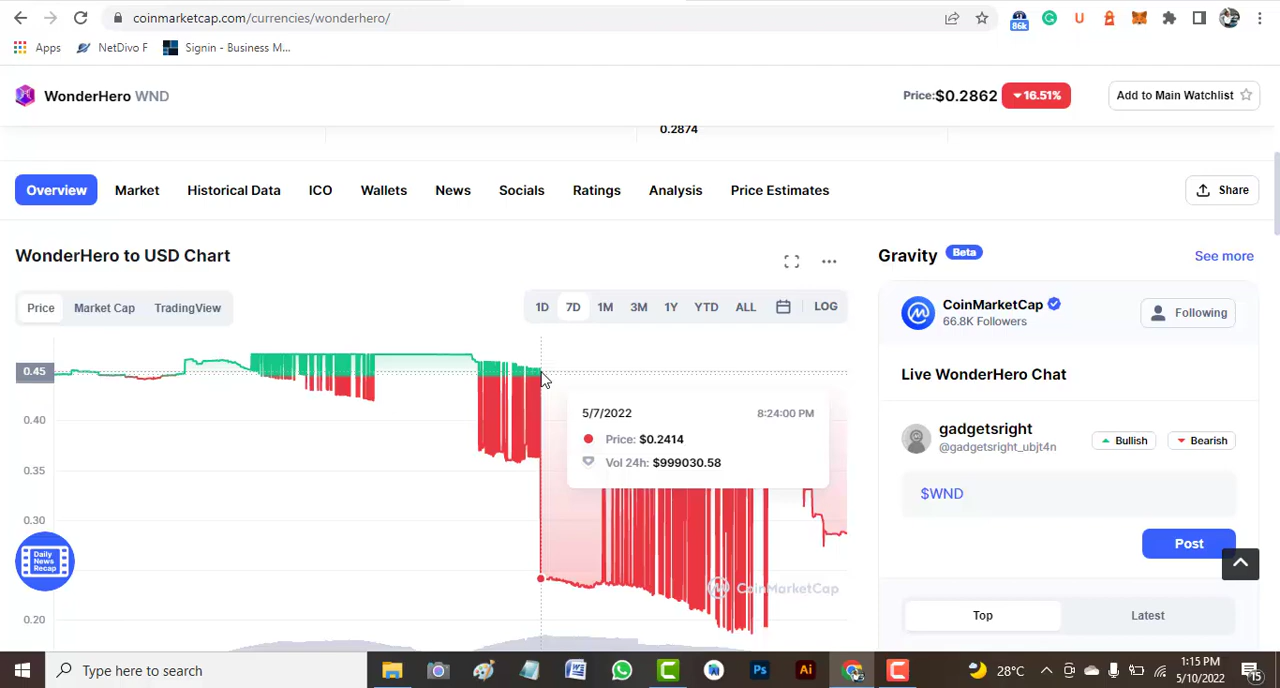 coinmarketcap.com/currencies/wonderhero/
86k
Apps NetDivo F Signin - Business M...
WonderHero WND
Price:$0.2862 16.51%
Add to Main Watchlist
0.2874
Overview Market Historical Data ICO Wallets News Socials Ratings Analysis Price Estimates
Share
WonderHero to USD Chart
Gravity Beta
See more
Price Market Cap TradingView
1D 7D 1M 3M 1Y YTD ALL LOG
CoinMarketCap
66.8K Followers
Following
Live WonderHero Chat
0.45
0.40
0.35
0.30
0.20
5/7/2022 8:24:00 PM
Price: $0.2414
Vol 24h: $999030.58
CoinMarketCap
gadgetsright
@gadgetsright_ubjt4n
Bullish Bearish
$WND
Post
Daily
News
Recap
Top Latest
Type here to search
Ps
Ai
28°C
1:15 PM
5/10/2022
15